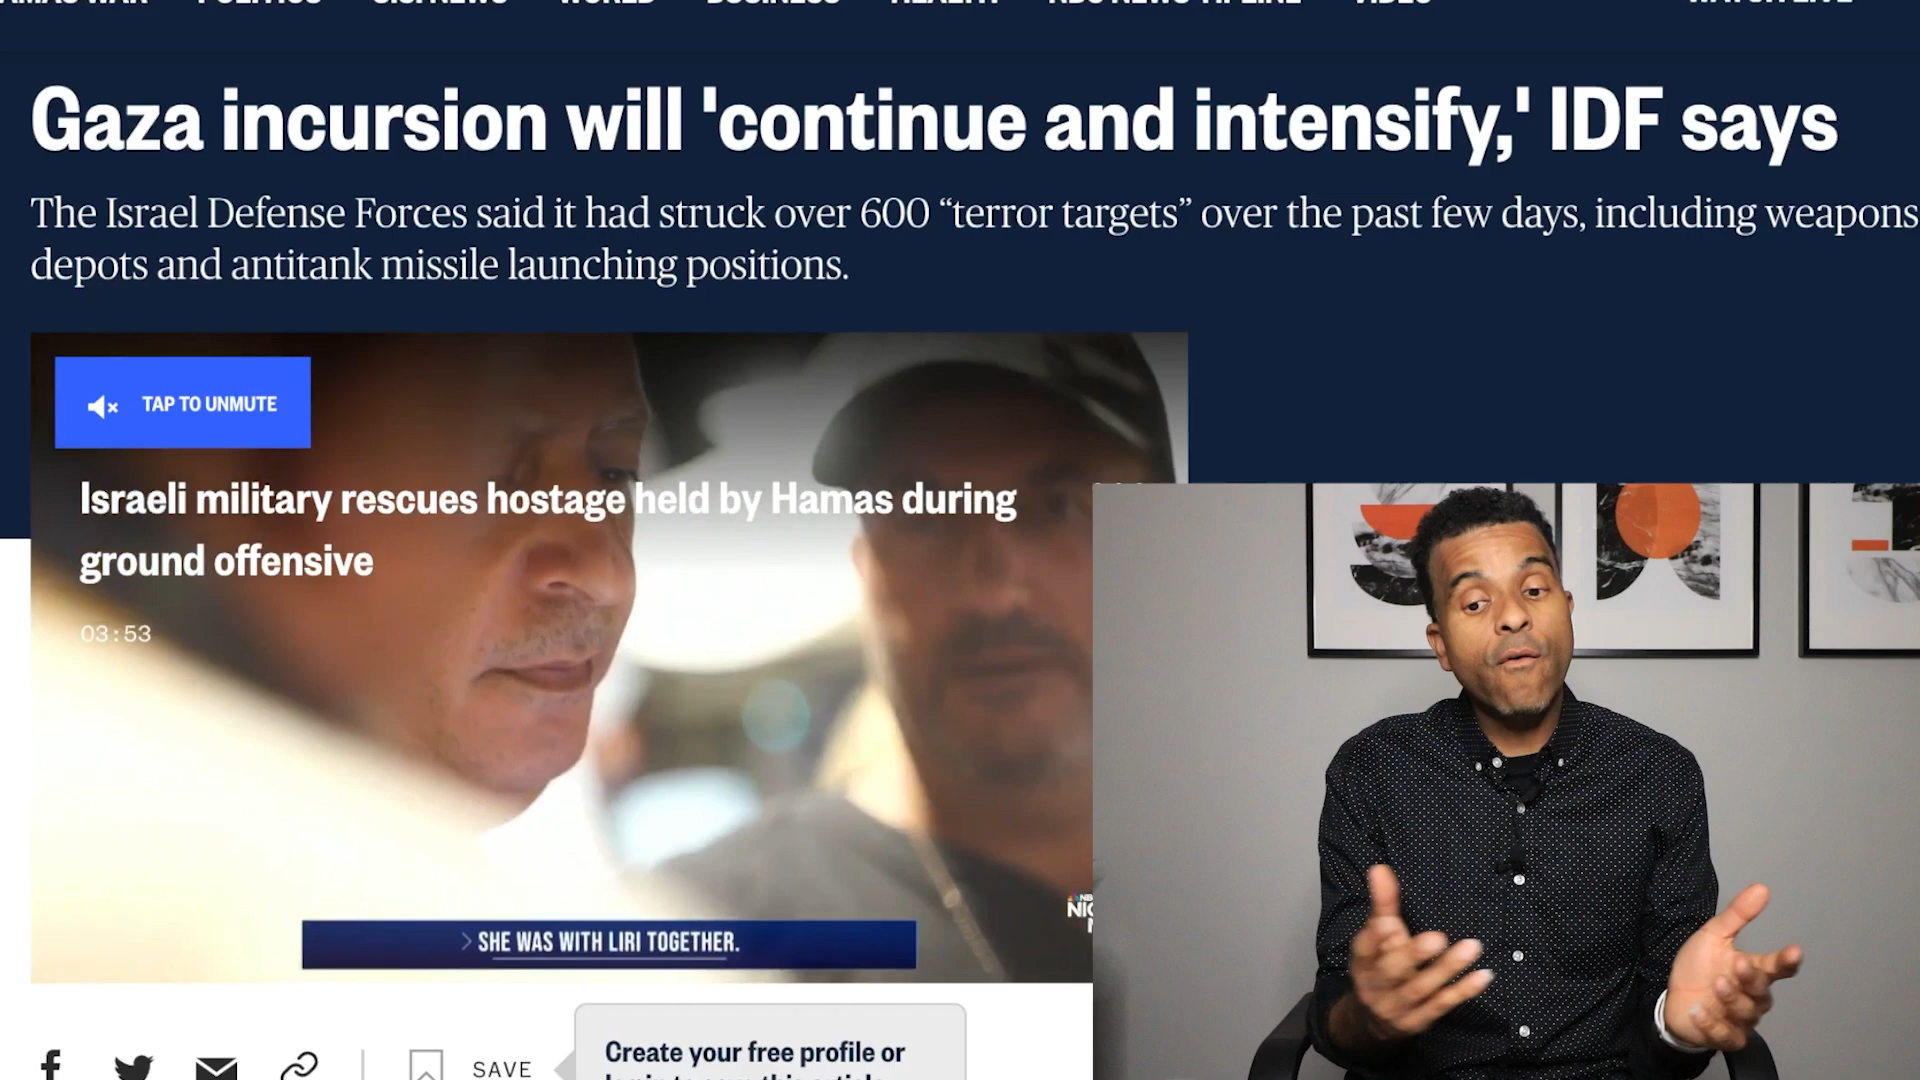 Gaza incursion will 'continue and intensify,' IDF says
The Israel Defense Forces said it had struck over 600 “terror targets” over the past few days, including weapons
depots and antitank missile launching positions.
TAP TO UNMUTE
Israeli military rescues hostage held by Hamas during
ground offensive
03:53
> SHE WAS WITH LIRI TOGETHER.
SAVE
Create your free profile or